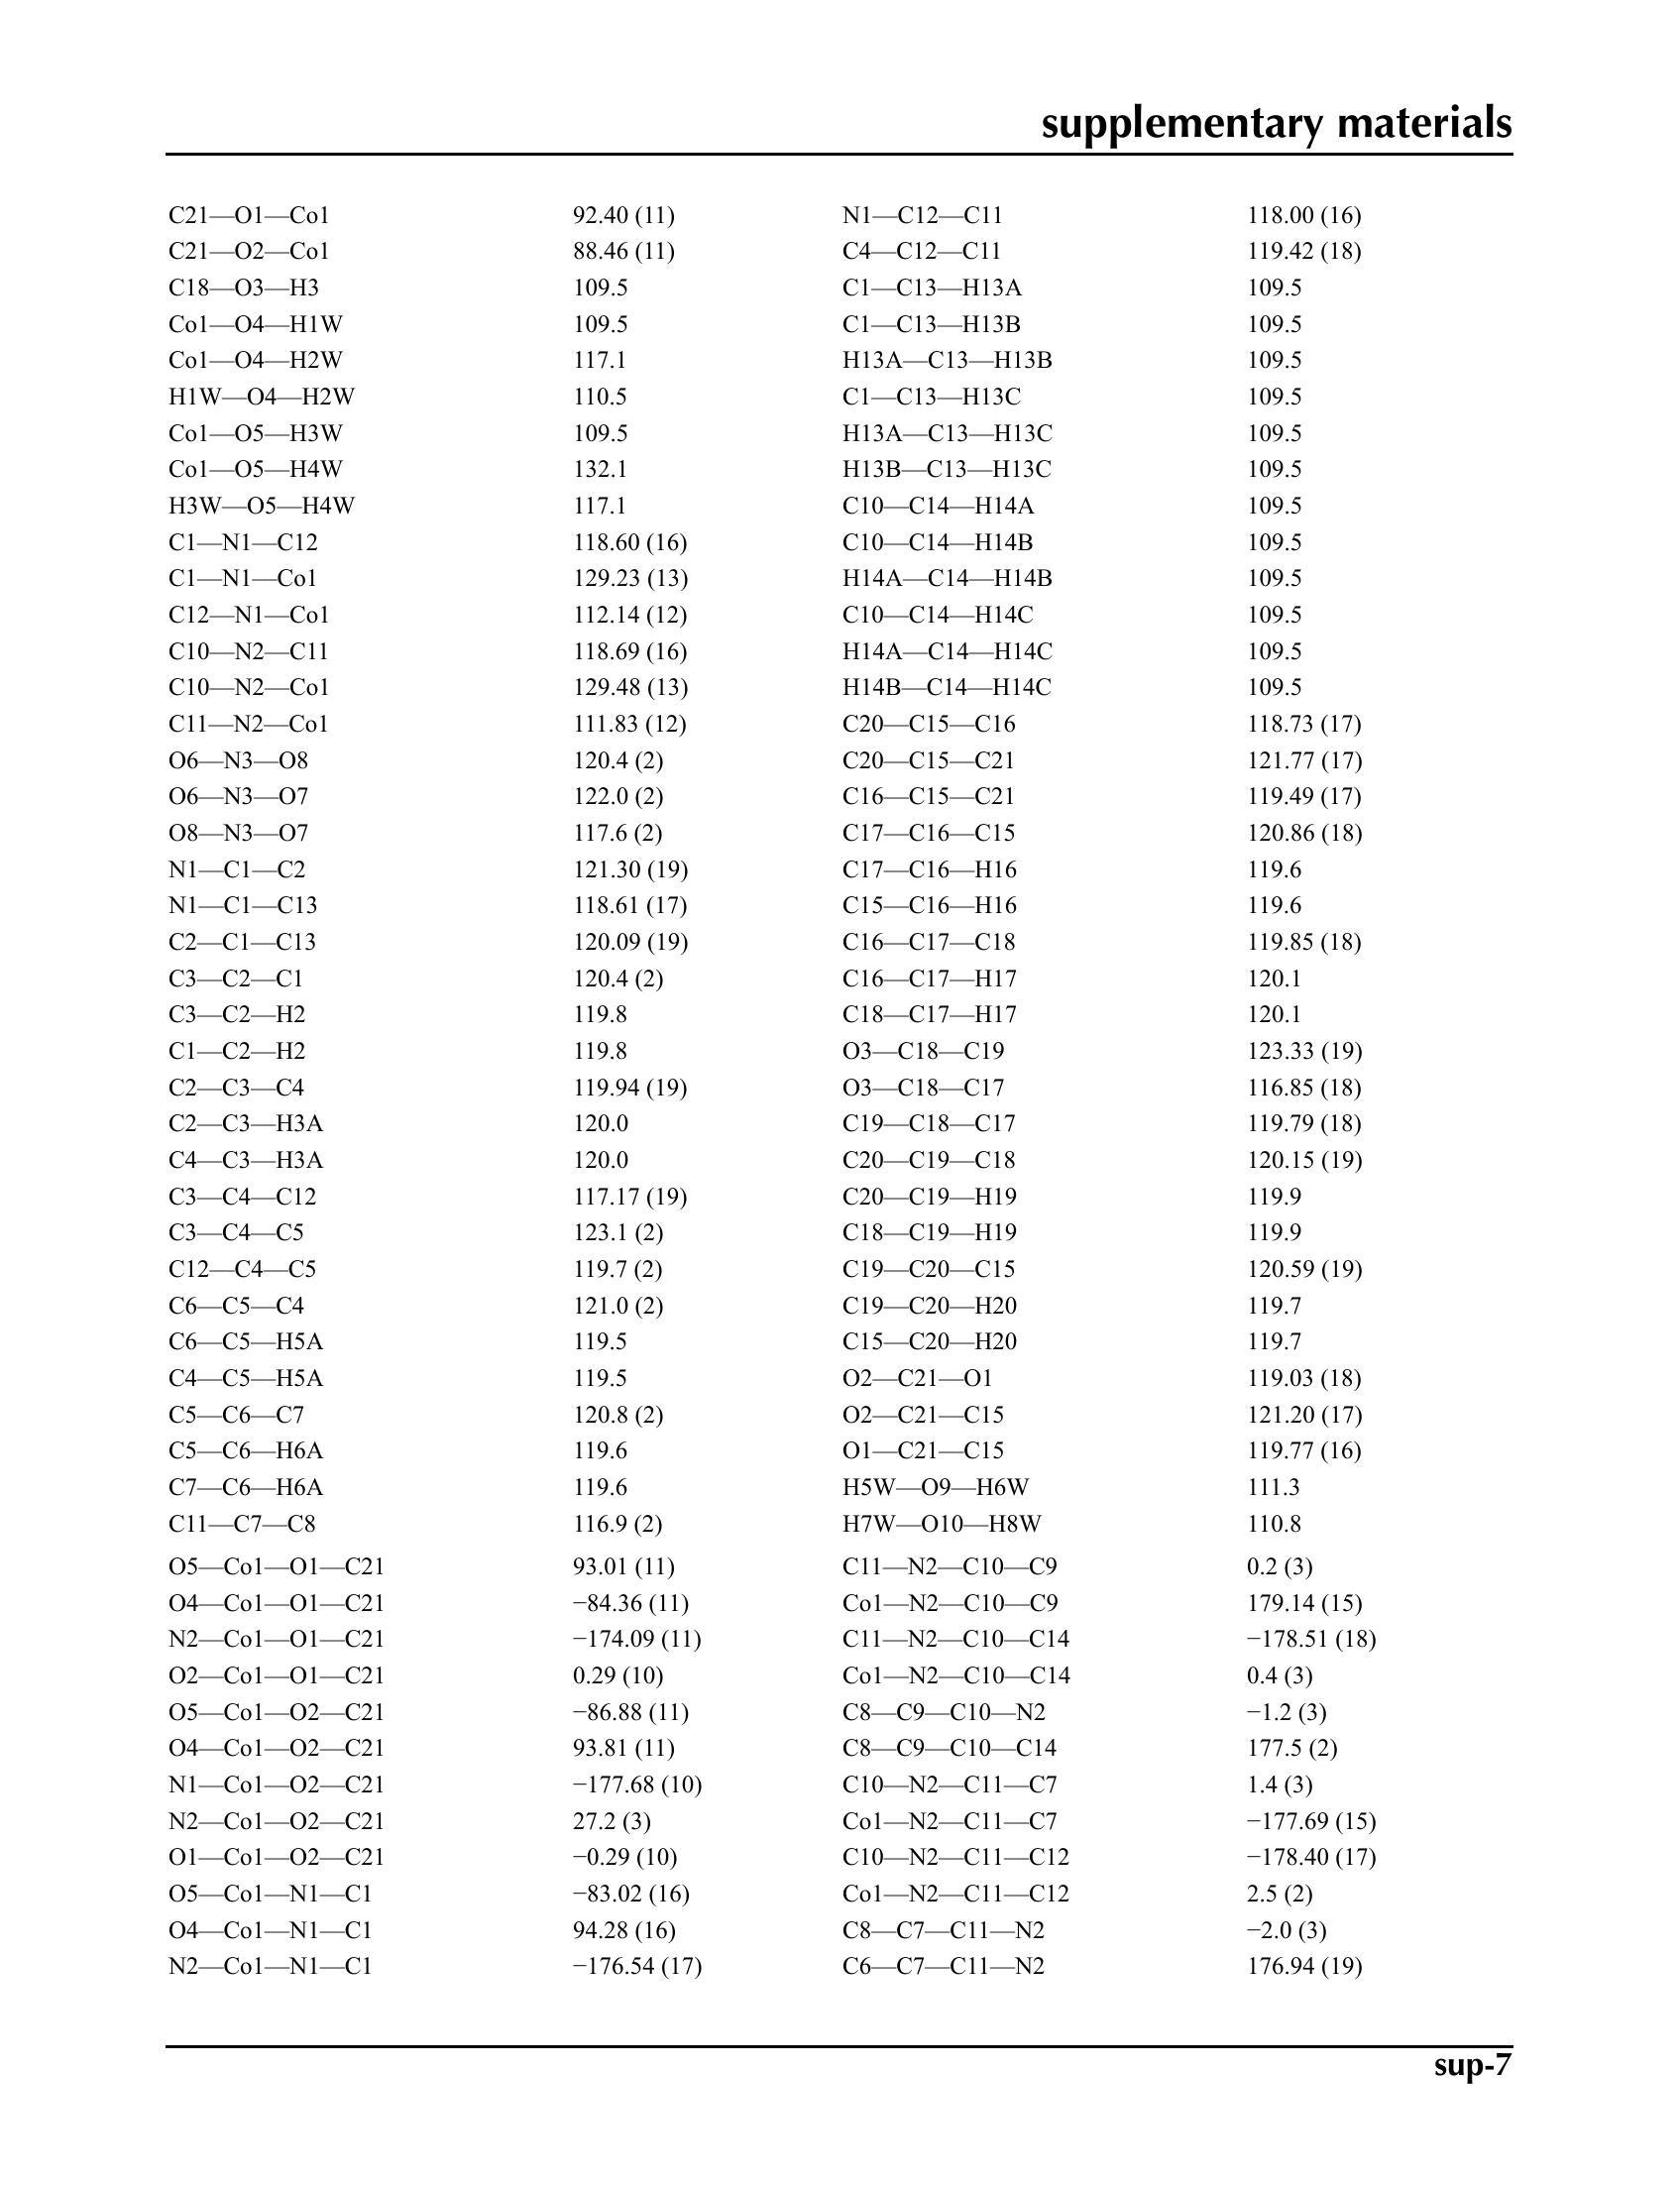 supplementary materials
C21—O1—Co1 92.40 (11) N1—C12—C11 118.00 (16)
C21—O2—Co1 88.46 (11) C4—C12—C11 119.42 (18)
C18—O3—H3 109.5 C1—C13—H13A 109.5
Co1—O4—H1W 109.5 C1—C13—H13B 109.5
Co1—O4—H2W 117.1 H13A—C13—H13B 109.5
H1W—O4—H2W 110.5 C1—C13—H13C 109.5
Co1—O5—H3W 109.5 H13A—C13—H13C 109.5
Co1—O5—H4W 132.1 H13B—C13—H13C 109.5
H3W—O5—H4W 117.1 C10—C14—H14A 109.5
C1—N1—C12 118.60 (16) C10—C14—H14B 109.5
C1—N1—Co1 129.23 (13) H14A—C14—H14B 109.5
C12—N1—Co1 112.14 (12) C10—C14—H14C 109.5
C10—N2—C11 118.69 (16) H14A—C14—H14C 109.5
C10—N2—Co1 129.48 (13) H14B—C14—H14C 109.5
C11—N2—Co1 111.83 (12) C20—C15—C16 118.73 (17)
O6—N3—O8 120.4 (2) C20—C15—C21 121.77 (17)
O6—N3—O7 122.0 (2) C16—C15—C21 119.49 (17)
O8—N3—O7 117.6 (2) C17—C16—C15 120.86 (18)
N1—C1—C2 121.30 (19) C17—C16—H16 119.6
N1—C1—C13 118.61 (17) C15—C16—H16 119.6
C2—C1—C13 120.09 (19) C16—C17—C18 119.85 (18)
C3—C2—C1 120.4 (2) C16—C17—H17 120.1
C3—C2—H2 119.8 C18—C17—H17 120.1
C1—C2—H2 119.8 O3—C18—C19 123.33 (19)
C2—C3—C4 119.94 (19) O3—C18—C17 116.85 (18)
C2—C3—H3A 120.0 C19—C18—C17 119.79 (18)
C4—C3—H3A 120.0 C20—C19—C18 120.15 (19)
C3—C4—C12 117.17 (19) C20—C19—H19 119.9
C3—C4—C5 123.1 (2) C18—C19—H19 119.9
C12—C4—C5 119.7 (2) C19—C20—C15 120.59 (19)
C6—C5—C4 121.0 (2) C19—C20—H20 119.7
C6—C5—H5A 119.5 C15—C20—H20 119.7
C4—C5—H5A 119.5 O2—C21—O1 119.03 (18)
C5—C6—C7 120.8 (2) O2—C21—C15 121.20 (17)
C5—C6—H6A 119.6 O1—C21—C15 119.77 (16)
C7—C6—H6A 119.6 H5W—O9—H6W 111.3
C11—C7—C8 116.9 (2) H7W—O10—H8W 110.8
O5—Co1—O1—C21 93.01 (11) C11—N2—C10—C9 0.2 (3)
O4—Co1—O1—C21 −84.36 (11) Co1—N2—C10—C9 179.14 (15)
N2—Co1—O1—C21 −174.09 (11) C11—N2—C10—C14 −178.51 (18)
O2—Co1—O1—C21 0.29 (10) Co1—N2—C10—C14 0.4 (3)
O5—Co1—O2—C21 −86.88 (11) C8—C9—C10—N2 −1.2 (3)
O4—Co1—O2—C21 93.81 (11) C8—C9—C10—C14 177.5 (2)
N1—Co1—O2—C21 −177.68 (10) C10—N2—C11—C7 1.4 (3)
N2—Co1—O2—C21 27.2 (3) Co1—N2—C11—C7 −177.69 (15)
O1—Co1—O2—C21 −0.29 (10) C10—N2—C11—C12 −178.40 (17)
O5—Co1—N1—C1 −83.02 (16) Co1—N2—C11—C12 2.5 (2)
O4—Co1—N1—C1 94.28 (16) C8—C7—C11—N2 −2.0 (3)
N2—Co1—N1—C1 −176.54 (17) C6—C7—C11—N2 176.94 (19)
sup-7